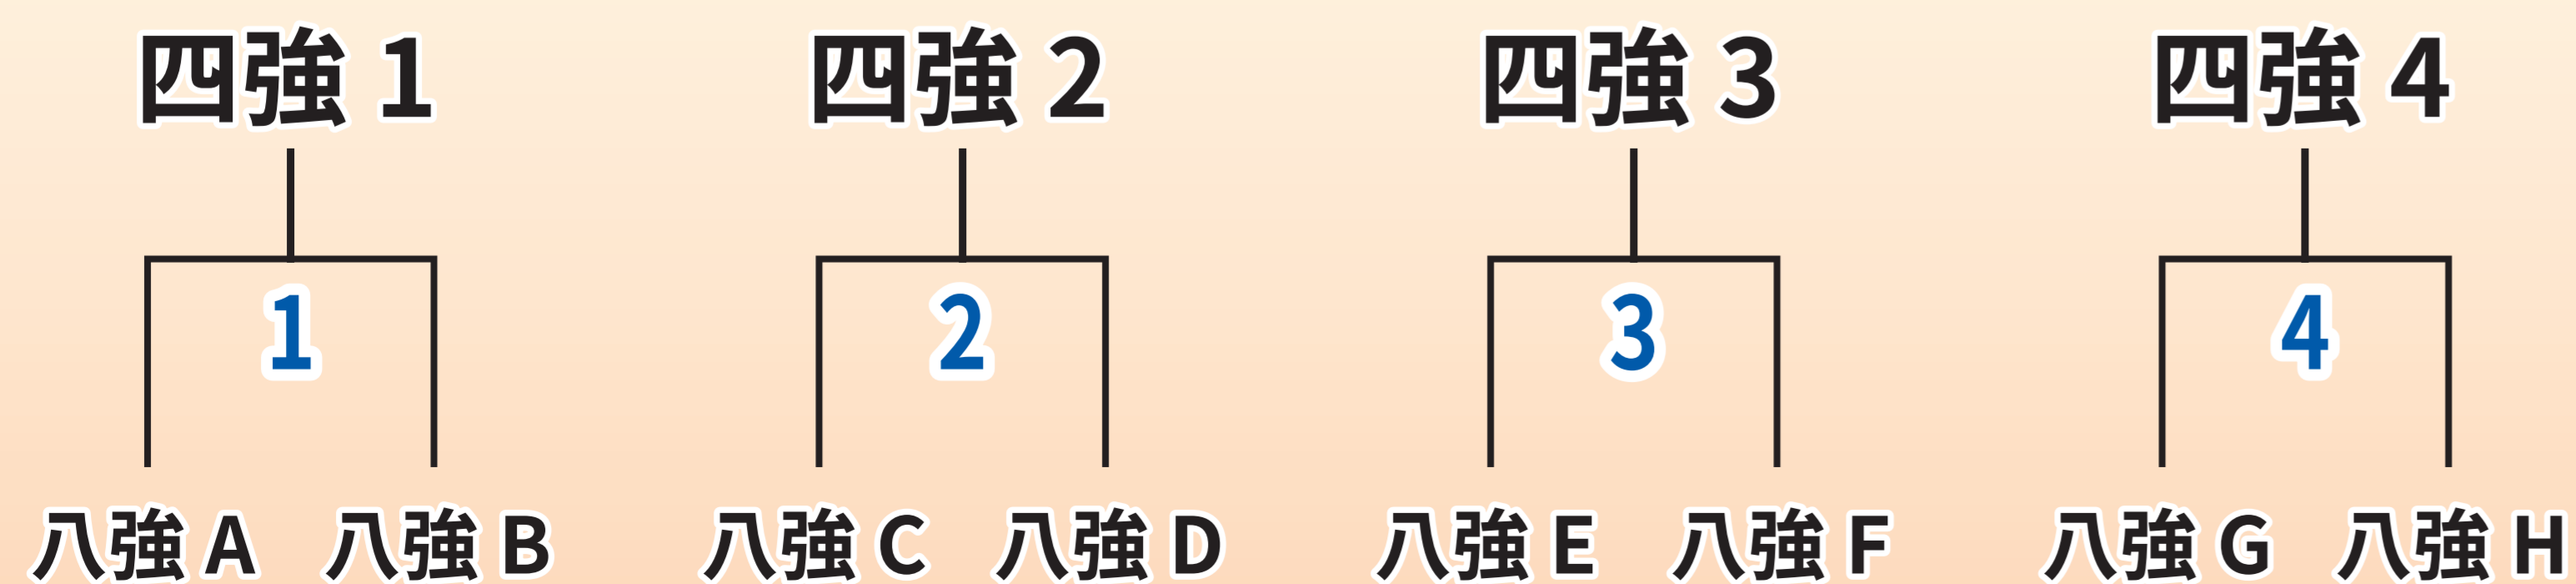 四強 1 四強 2 四強 3 四強 4
1 2 3 4
八強 A 八強 B 八強 C 八強 D 八強 E 八強 F 八強 G 八強 H